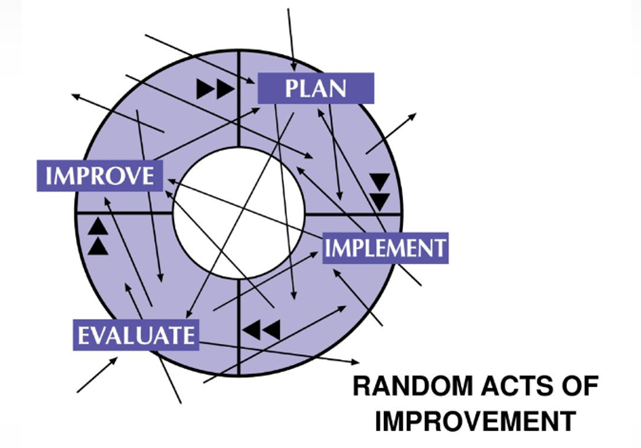 PLAN
IMPROVE
IMPLEMENT
EVALUATE
RANDOM ACTS OF
IMPROVEMENT